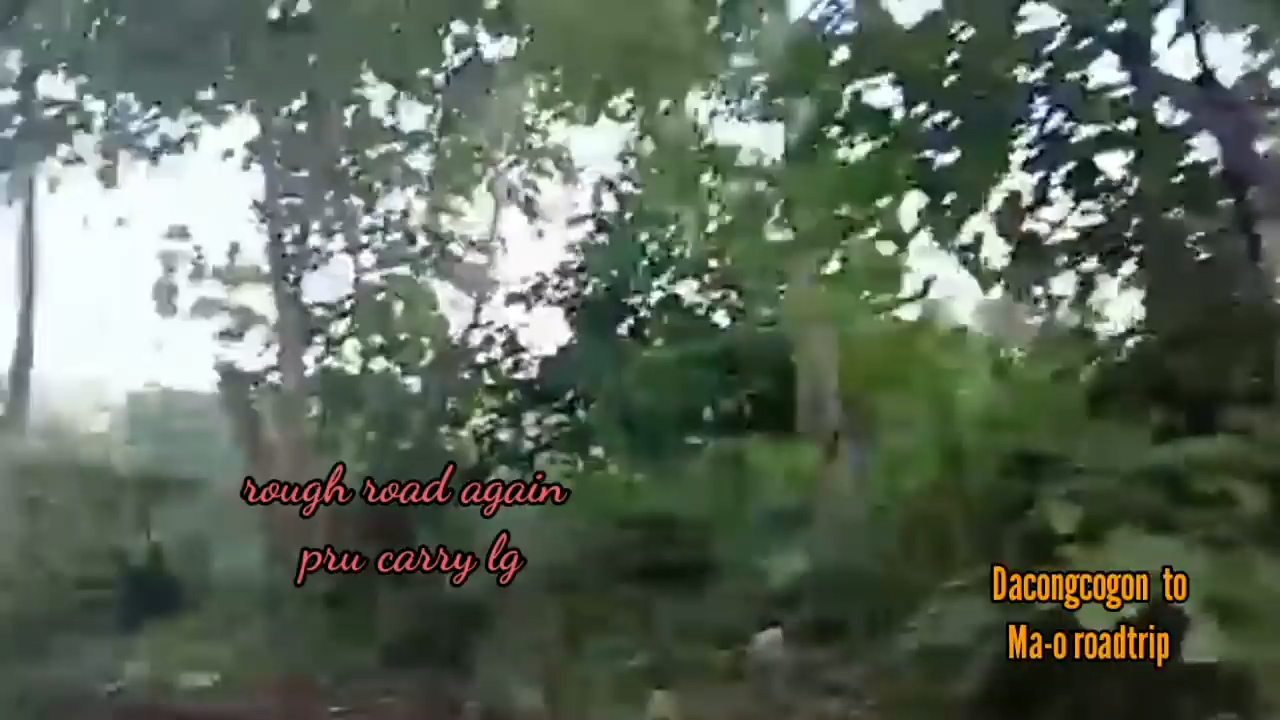 rough road again
pru carry lg
Dacongcogon to
Ma-o roadtrip